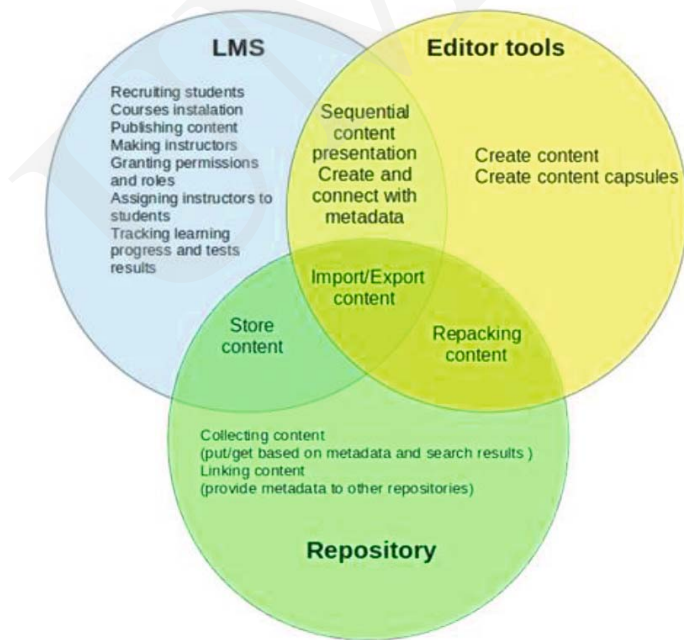 LMS
Recruiting students
Courses instalation
Publishing content
Making instructors
Granting permissions
and roles
Assigning instructors to
students
Tracking learning
progress and tests
results
Editor tools
Sequential
content
presentation
Create and
connect with
metadata
Create content
Create content capsules
Import/Export
content
Store
content
Repacking
content
Collecting content
(put/get based on metadata and search results )
Linking content
(provide metadata to other repositories)
Repository